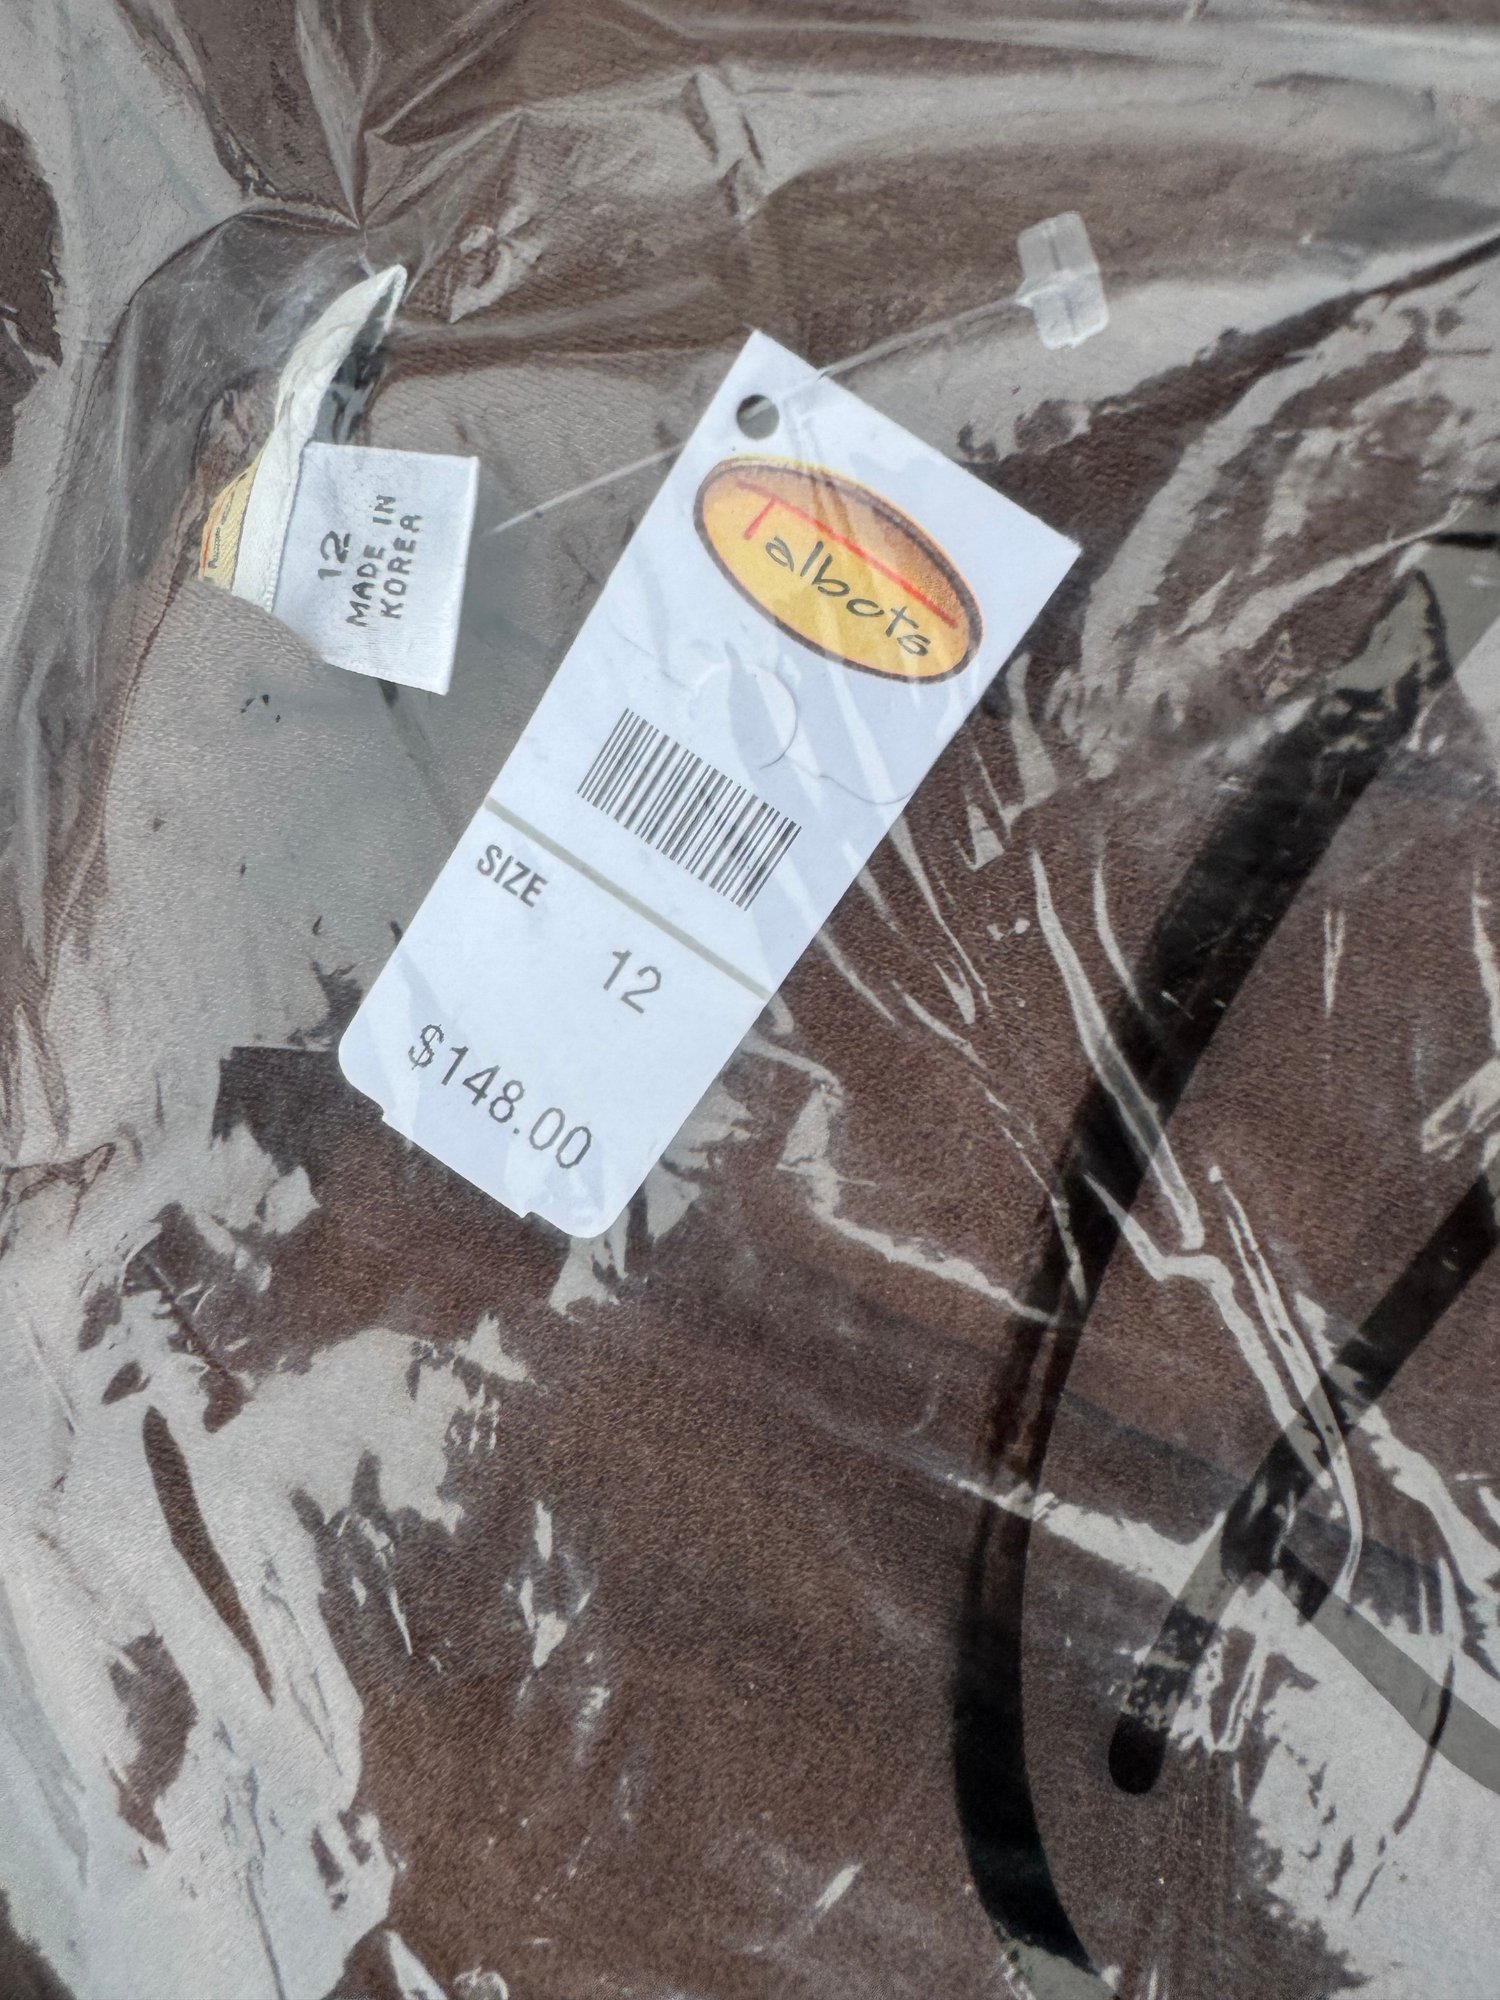 12
MADE IN
KOREA
Talbots
SIZE
12
$148.00